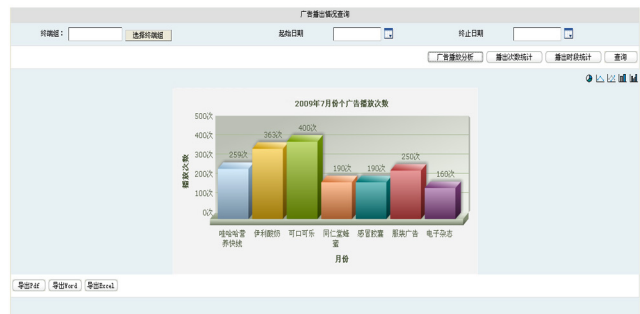 广告播出情况查询
终端组： 选择终端组 起始日期 终止日期
广告播放分析 播出次数统计 播出时段统计 查询
2009年7月份个广告播放次数
500次
400次
300次
200次
100次
0次
播放次数
259次 363次 400次 190次 190次 250次 160次
哇哈哈营养快线 伊利酸奶 可口可乐 同仁堂蜂蜜 感冒胶囊 服装广告 电子杂志
月份
导出Pdf 导出Word 导出Excel